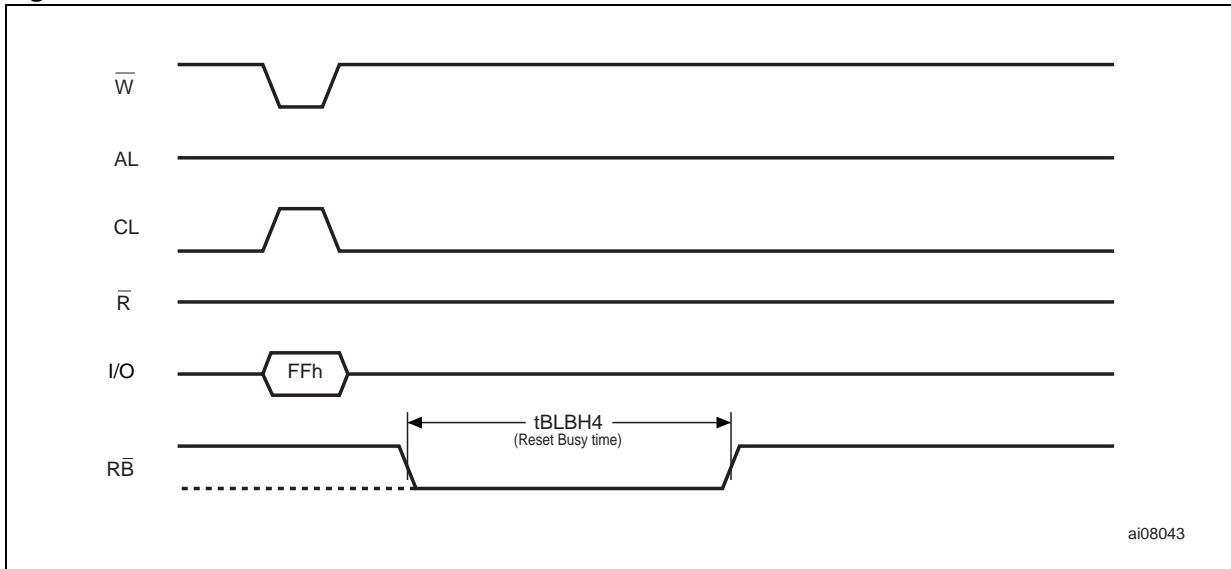 W̅
AL
CL
R̅
I/O
FFh
tBLBH4
(Reset Busy time)
RB̅
ai08043